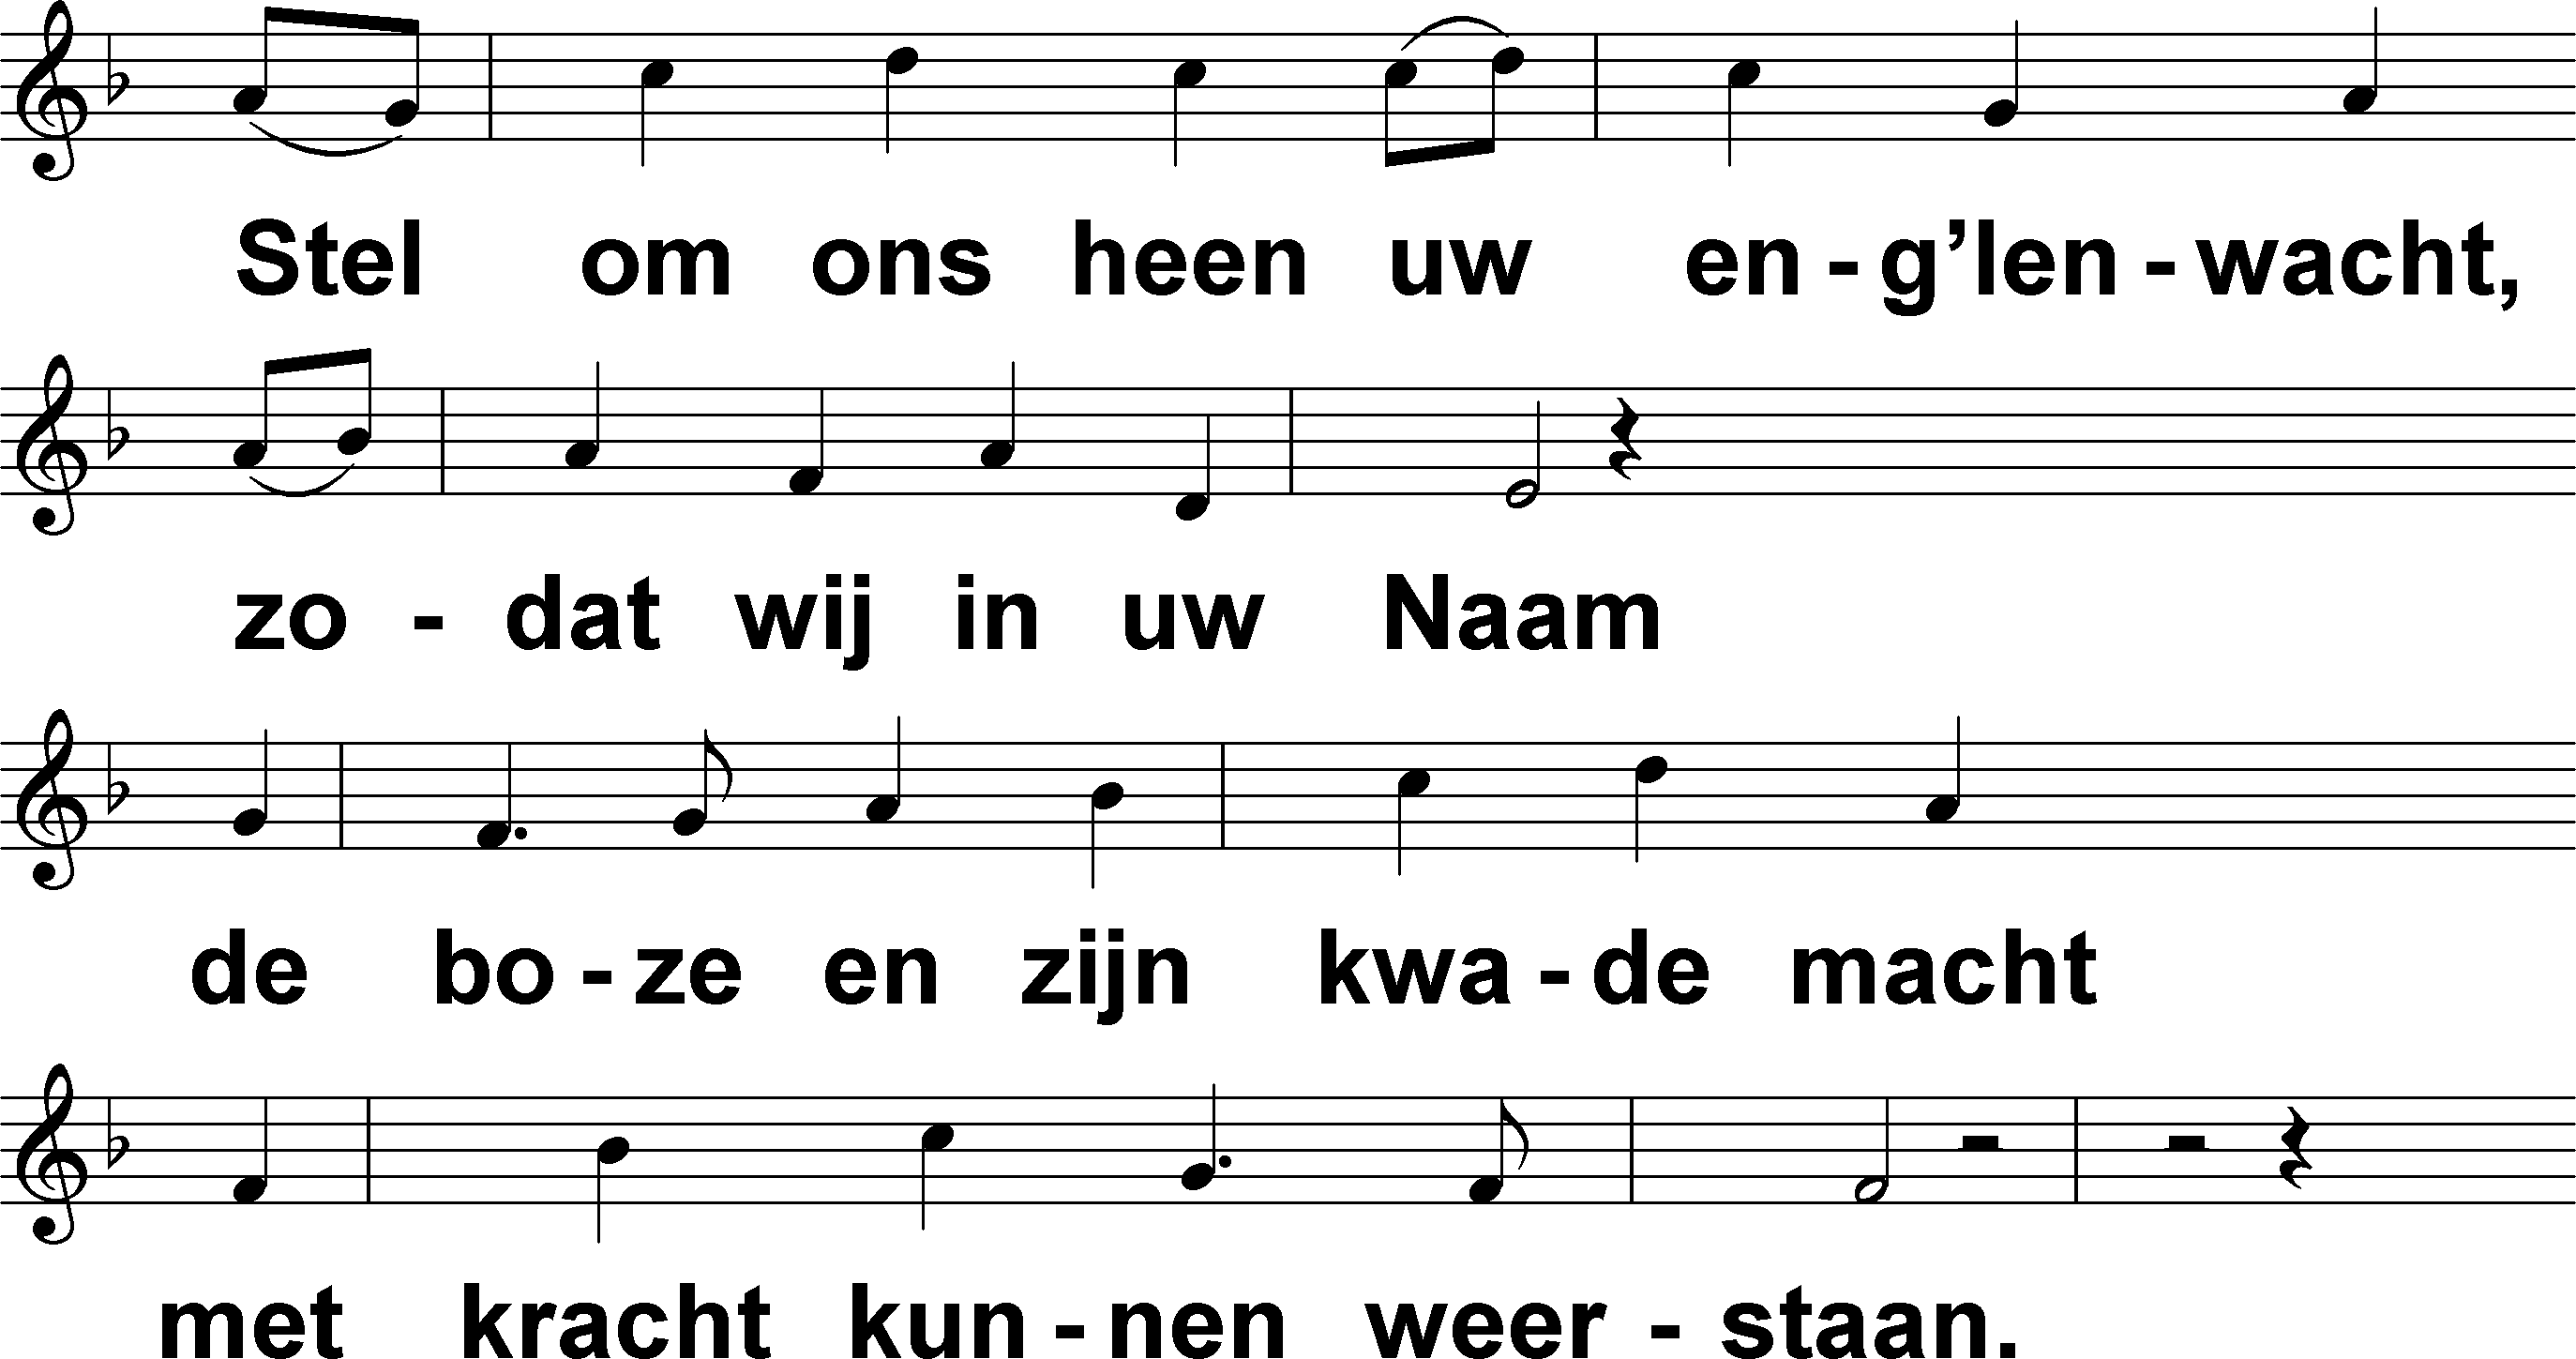 Stel om ons heen uw en - g’len - wacht,
zo - dat wij in uw Naam
de bo - ze en zijn kwa - de macht
met kracht kun - nen weer - staan.